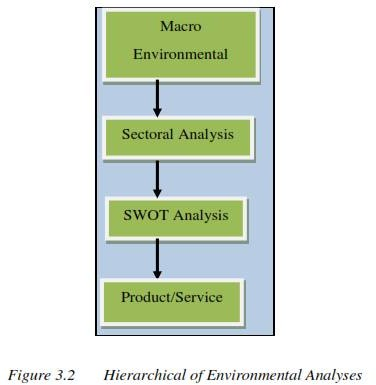 Macro
Environmental
Sectoral Analysis
SWOT Analysis
Product/Service
Figure 3.2 Hierarchical of Environmental Analyses